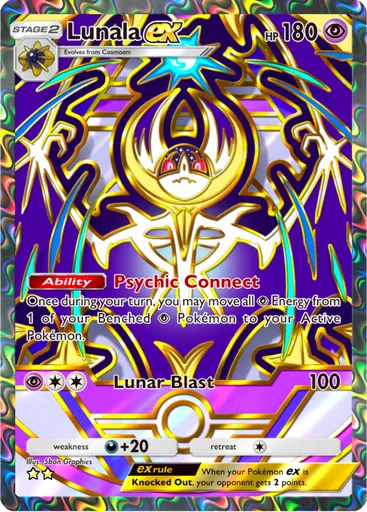 STAGE 2 Lunala ex HP 180
Evolves from Cosmoem
Ability Psychic Connect
Once during your turn, you may move all Energy from
1 of your Benched Pokémon to your Active
Pokémon.
Lunar Blast 100
weakness +20 retreat
Illus. 5ban Graphics
ex rule When your Pokémon ex is
Knocked Out, your opponent gets 2 points.